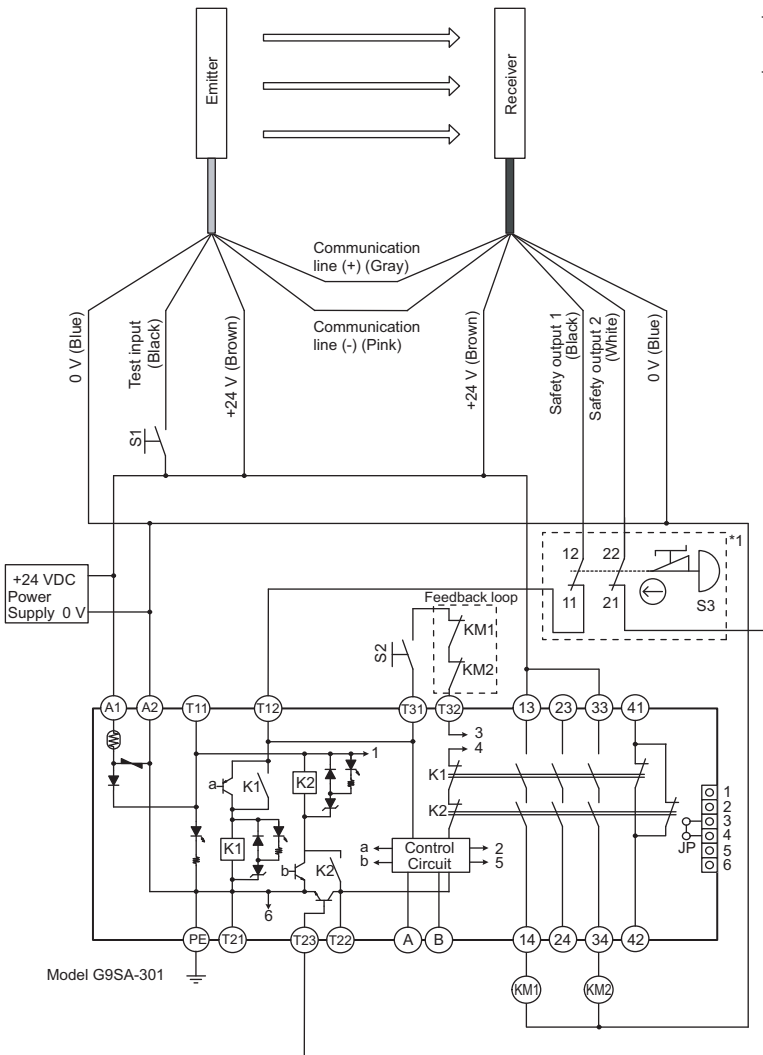 Emitter
Receiver
Communication
line (+) (Gray)
Communication
line (-) (Pink)
0 V (Blue)
Test input
(Black)
+24 V (Brown)
+24 V (Brown)
Safety output 1
(Black)
Safety output 2
(White)
0 V (Blue)
S1
*1
12
22
11
21
S3
+24 VDC
Power
Supply 0 V
Feedback loop
S2
KM1
KM2
A1
A2
T11
T12
T31
T32
13
23
33
41
3
4
1
a
K1
K2
K1
K2
K1
b
K2
a
b
Control
Circuit
2
5
6
1
2
3
4
5
6
JP
PE
T21
T23
T22
A
B
14
24
34
42
Model G9SA-301
KM1
KM2